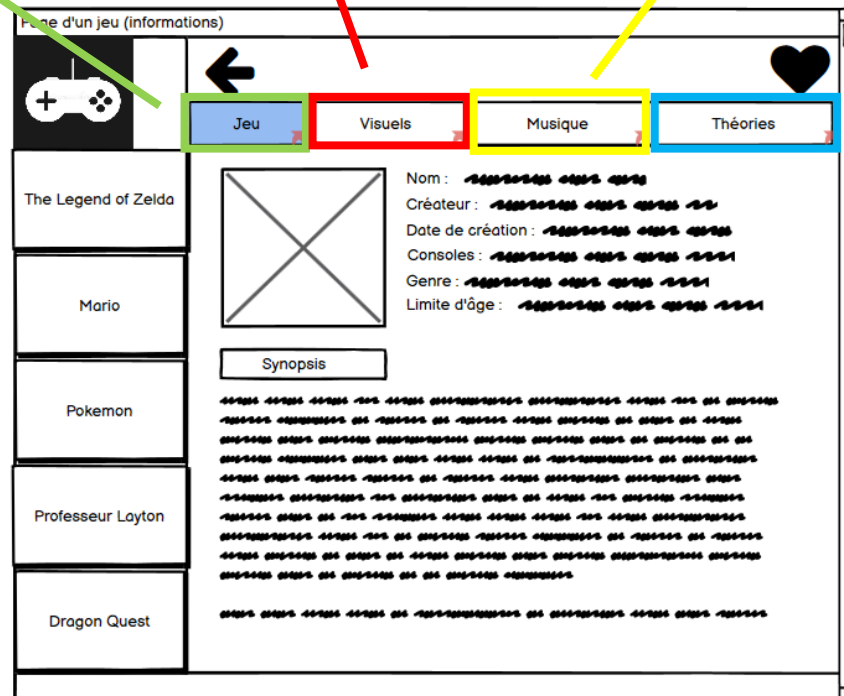 Page d'un jeu (informations)
Jeu
Visuels
Musique
Théories
The Legend of Zelda
Mario
Pokemon
Professeur Layton
Dragon Quest
Nom :
Créateur :
Date de création :
Consoles :
Genre :
Limite d'âge :
Synopsis